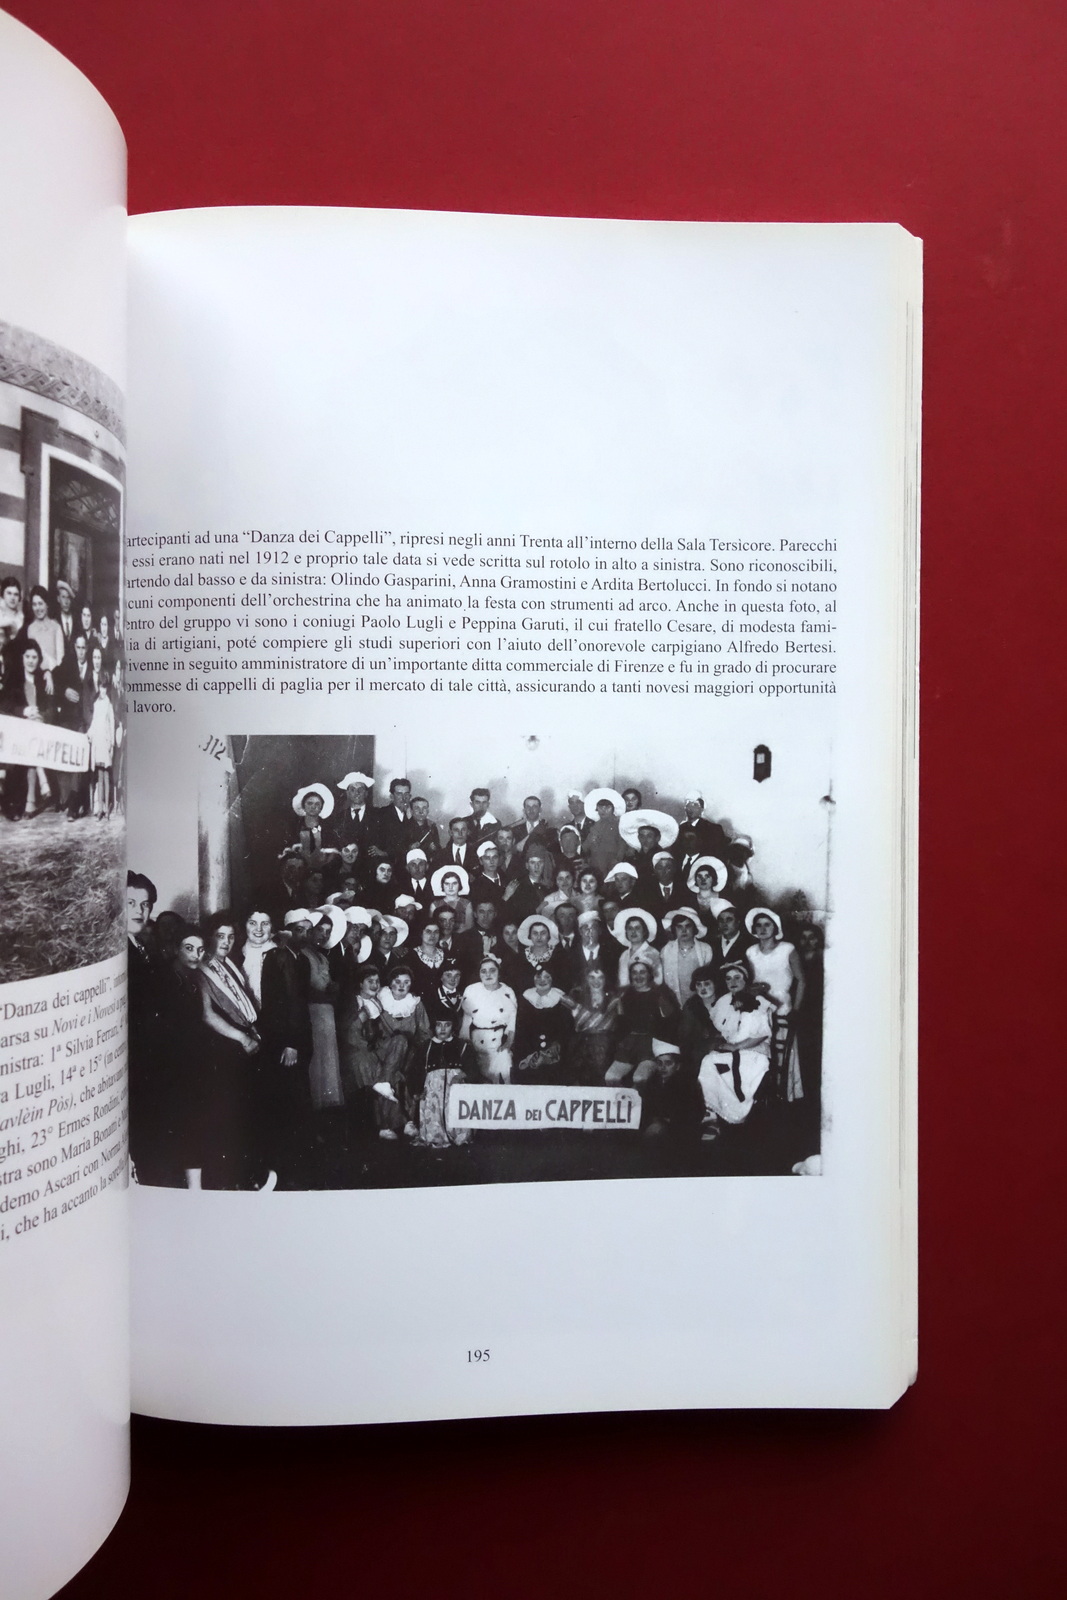 artecipanti ad una “Danza dei Cappelli”, ripresi negli anni Trenta all’interno della Sala Tersicore. Parecchi
essi erano nati nel 1912 e proprio tale data si vede scritta sul rotolo in alto a sinistra. Sono riconoscibili,
artendo dal basso e da sinistra: Olindo Gasparini, Anna Gramostini e Ardita Bertolucci. In fondo si notano
cuni componenti dell’orchestrina che ha animato la festa con strumenti ad arco. Anche in questa foto, al
entro del gruppo vi sono i coniugi Paolo Lugli e Peppina Garuti, il cui fratello Cesare, di modesta fami-
lia di artigiani, poté compiere gli studi superiori con l’aiuto dell’onorevole carpigiano Alfredo Bertesi.
ivenne in seguito amministratore di un’importante ditta commerciale di Firenze e fu in grado di procurare
ommesse di cappelli di paglia per il mercato di tale città, assicurando a tanti novesi maggiori opportunità
i lavoro.
DANZA DEI CAPPELLI
195
DEI CAPPELLI
“Danza dei cappelli”,
arsa su Novi e i Novesi a
nistra: 1ª Silvia Ferrari,
a Lugli, 14ª e 15° (in
avlèin Pòs), che abitavano
ghi, 23° Ermes Rondini,
stra sono Maria Bonami e
demo Ascari con Norma
i, che ha accanto la